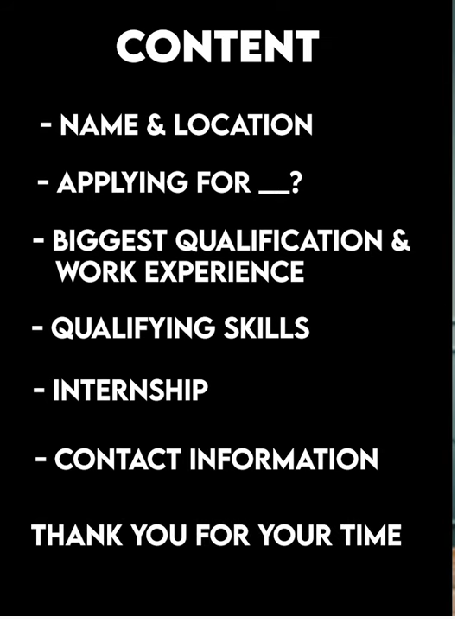 CONTENT
- NAME & LOCATION
- APPLYING FOR __?
- BIGGEST QUALIFICATION &
WORK EXPERIENCE
- QUALIFYING SKILLS
- INTERNSHIP
- CONTACT INFORMATION
THANK YOU FOR YOUR TIME